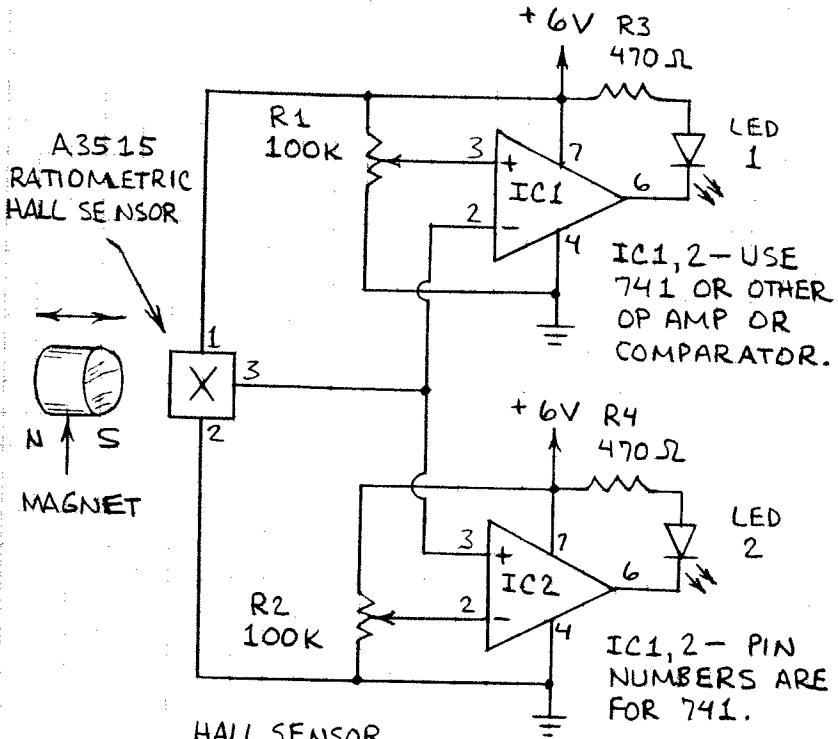 +6V
R3
470Ω
R1
100K
A3515
RATIOMETRIC
HALL SENSOR
3
+
7
IC1
6
2
−
4
LED
1
IC1,2 – USE
741 OR OTHER
OP AMP OR
COMPARATOR.
1
X
3
2
N S
MAGNET
+6V
R4
470Ω
3
+
7
IC2
6
2
−
4
LED
2
R2
100K
IC1,2 – PIN
NUMBERS ARE
FOR 741.
HALL SENSOR